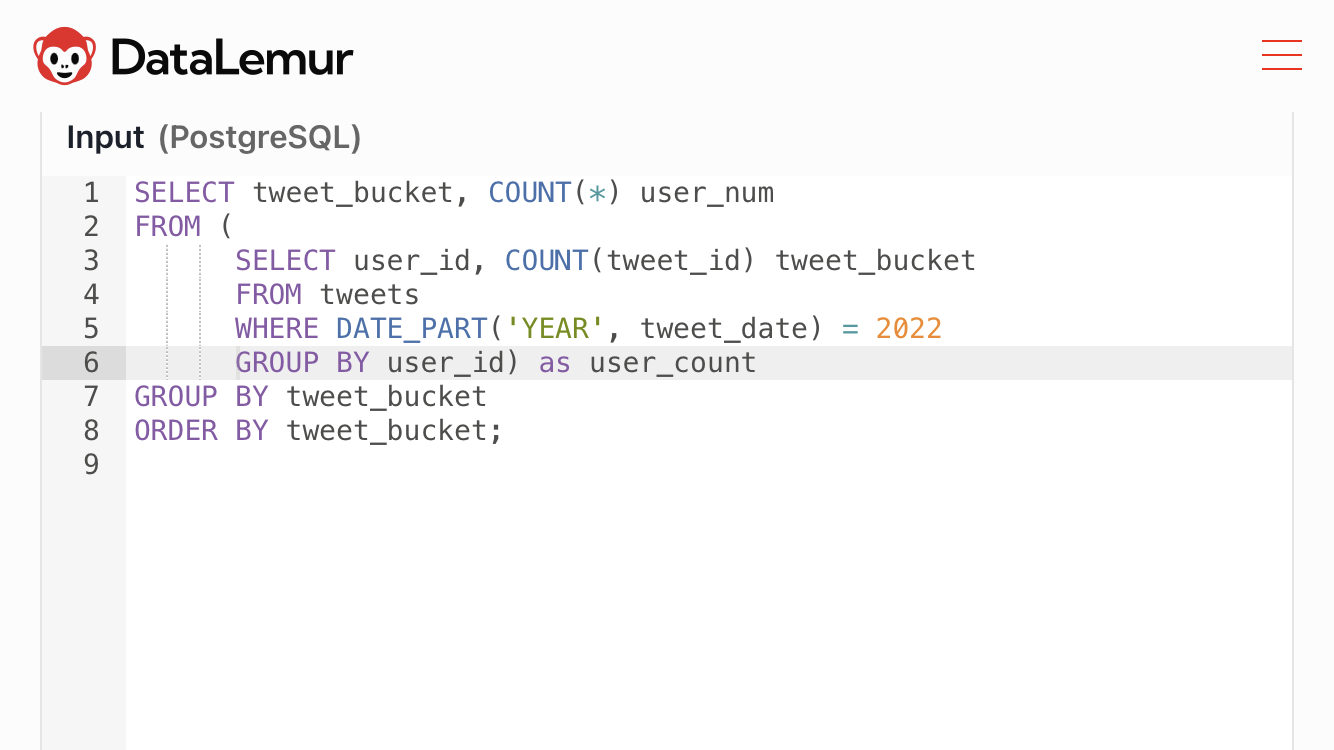 DataLemur
Input (PostgreSQL)
1 SELECT tweet_bucket, COUNT(*) user_num
2 FROM (
3 SELECT user_id, COUNT(tweet_id) tweet_bucket
4 FROM tweets
5 WHERE DATE_PART('YEAR', tweet_date) = 2022
6 GROUP BY user_id) as user_count
7 GROUP BY tweet_bucket
8 ORDER BY tweet_bucket;
9